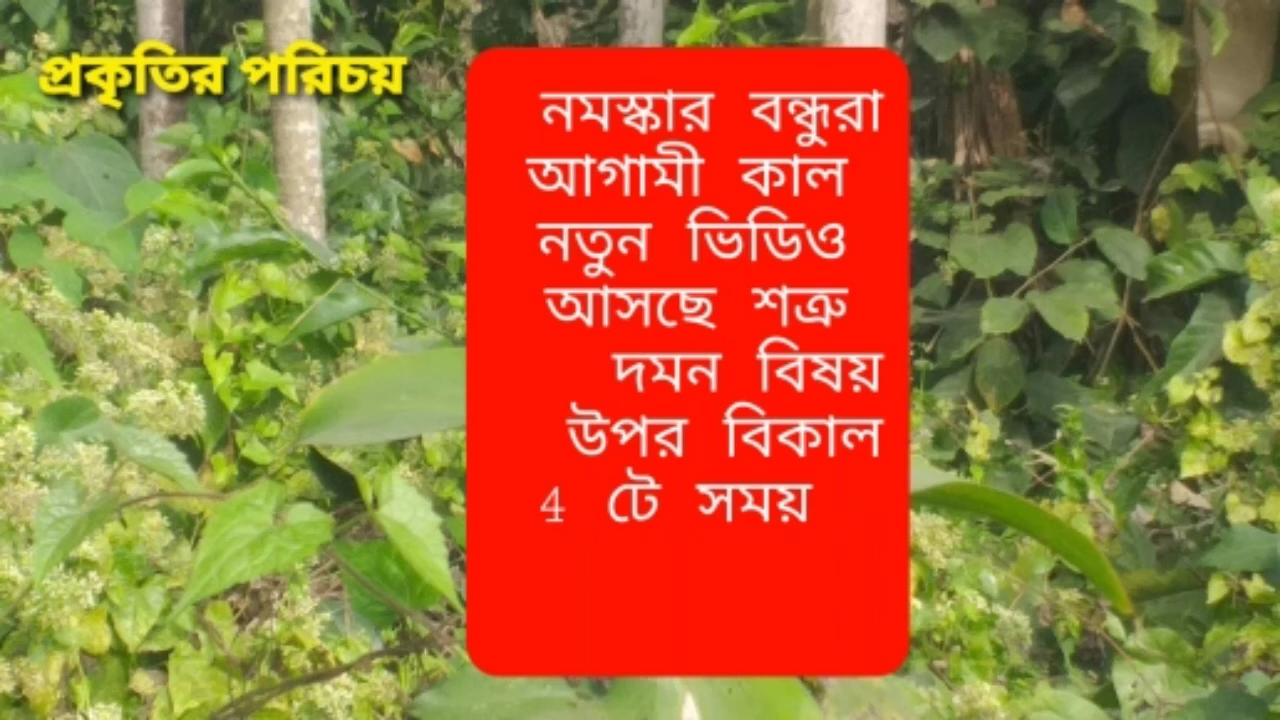 প্রকৃতির পরিচয়
নমস্কার বন্ধুরা
আগামী কাল
নতুন ভিডিও
আসছে শত্রু
দমন বিষয়
উপর বিকাল
4 টে সময়